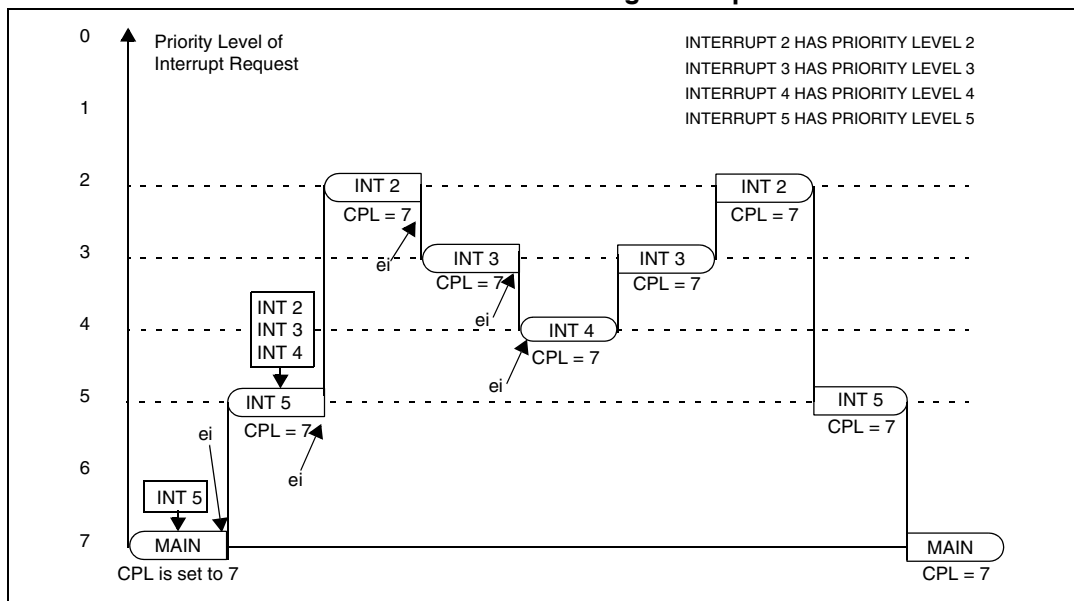 0
Priority Level of
Interrupt Request
INTERRUPT 2 HAS PRIORITY LEVEL 2
INTERRUPT 3 HAS PRIORITY LEVEL 3
INTERRUPT 4 HAS PRIORITY LEVEL 4
INTERRUPT 5 HAS PRIORITY LEVEL 5
1
2
INT 2
CPL = 7
ei
INT 2
CPL = 7
3
INT 3
CPL = 7
ei
INT 3
CPL = 7
INT 2
INT 3
INT 4
4
INT 4
CPL = 7
ei
5
INT 5
CPL = 7
ei
INT 5
CPL = 7
6
ei
INT 5
7
MAIN
CPL is set to 7
MAIN
CPL = 7